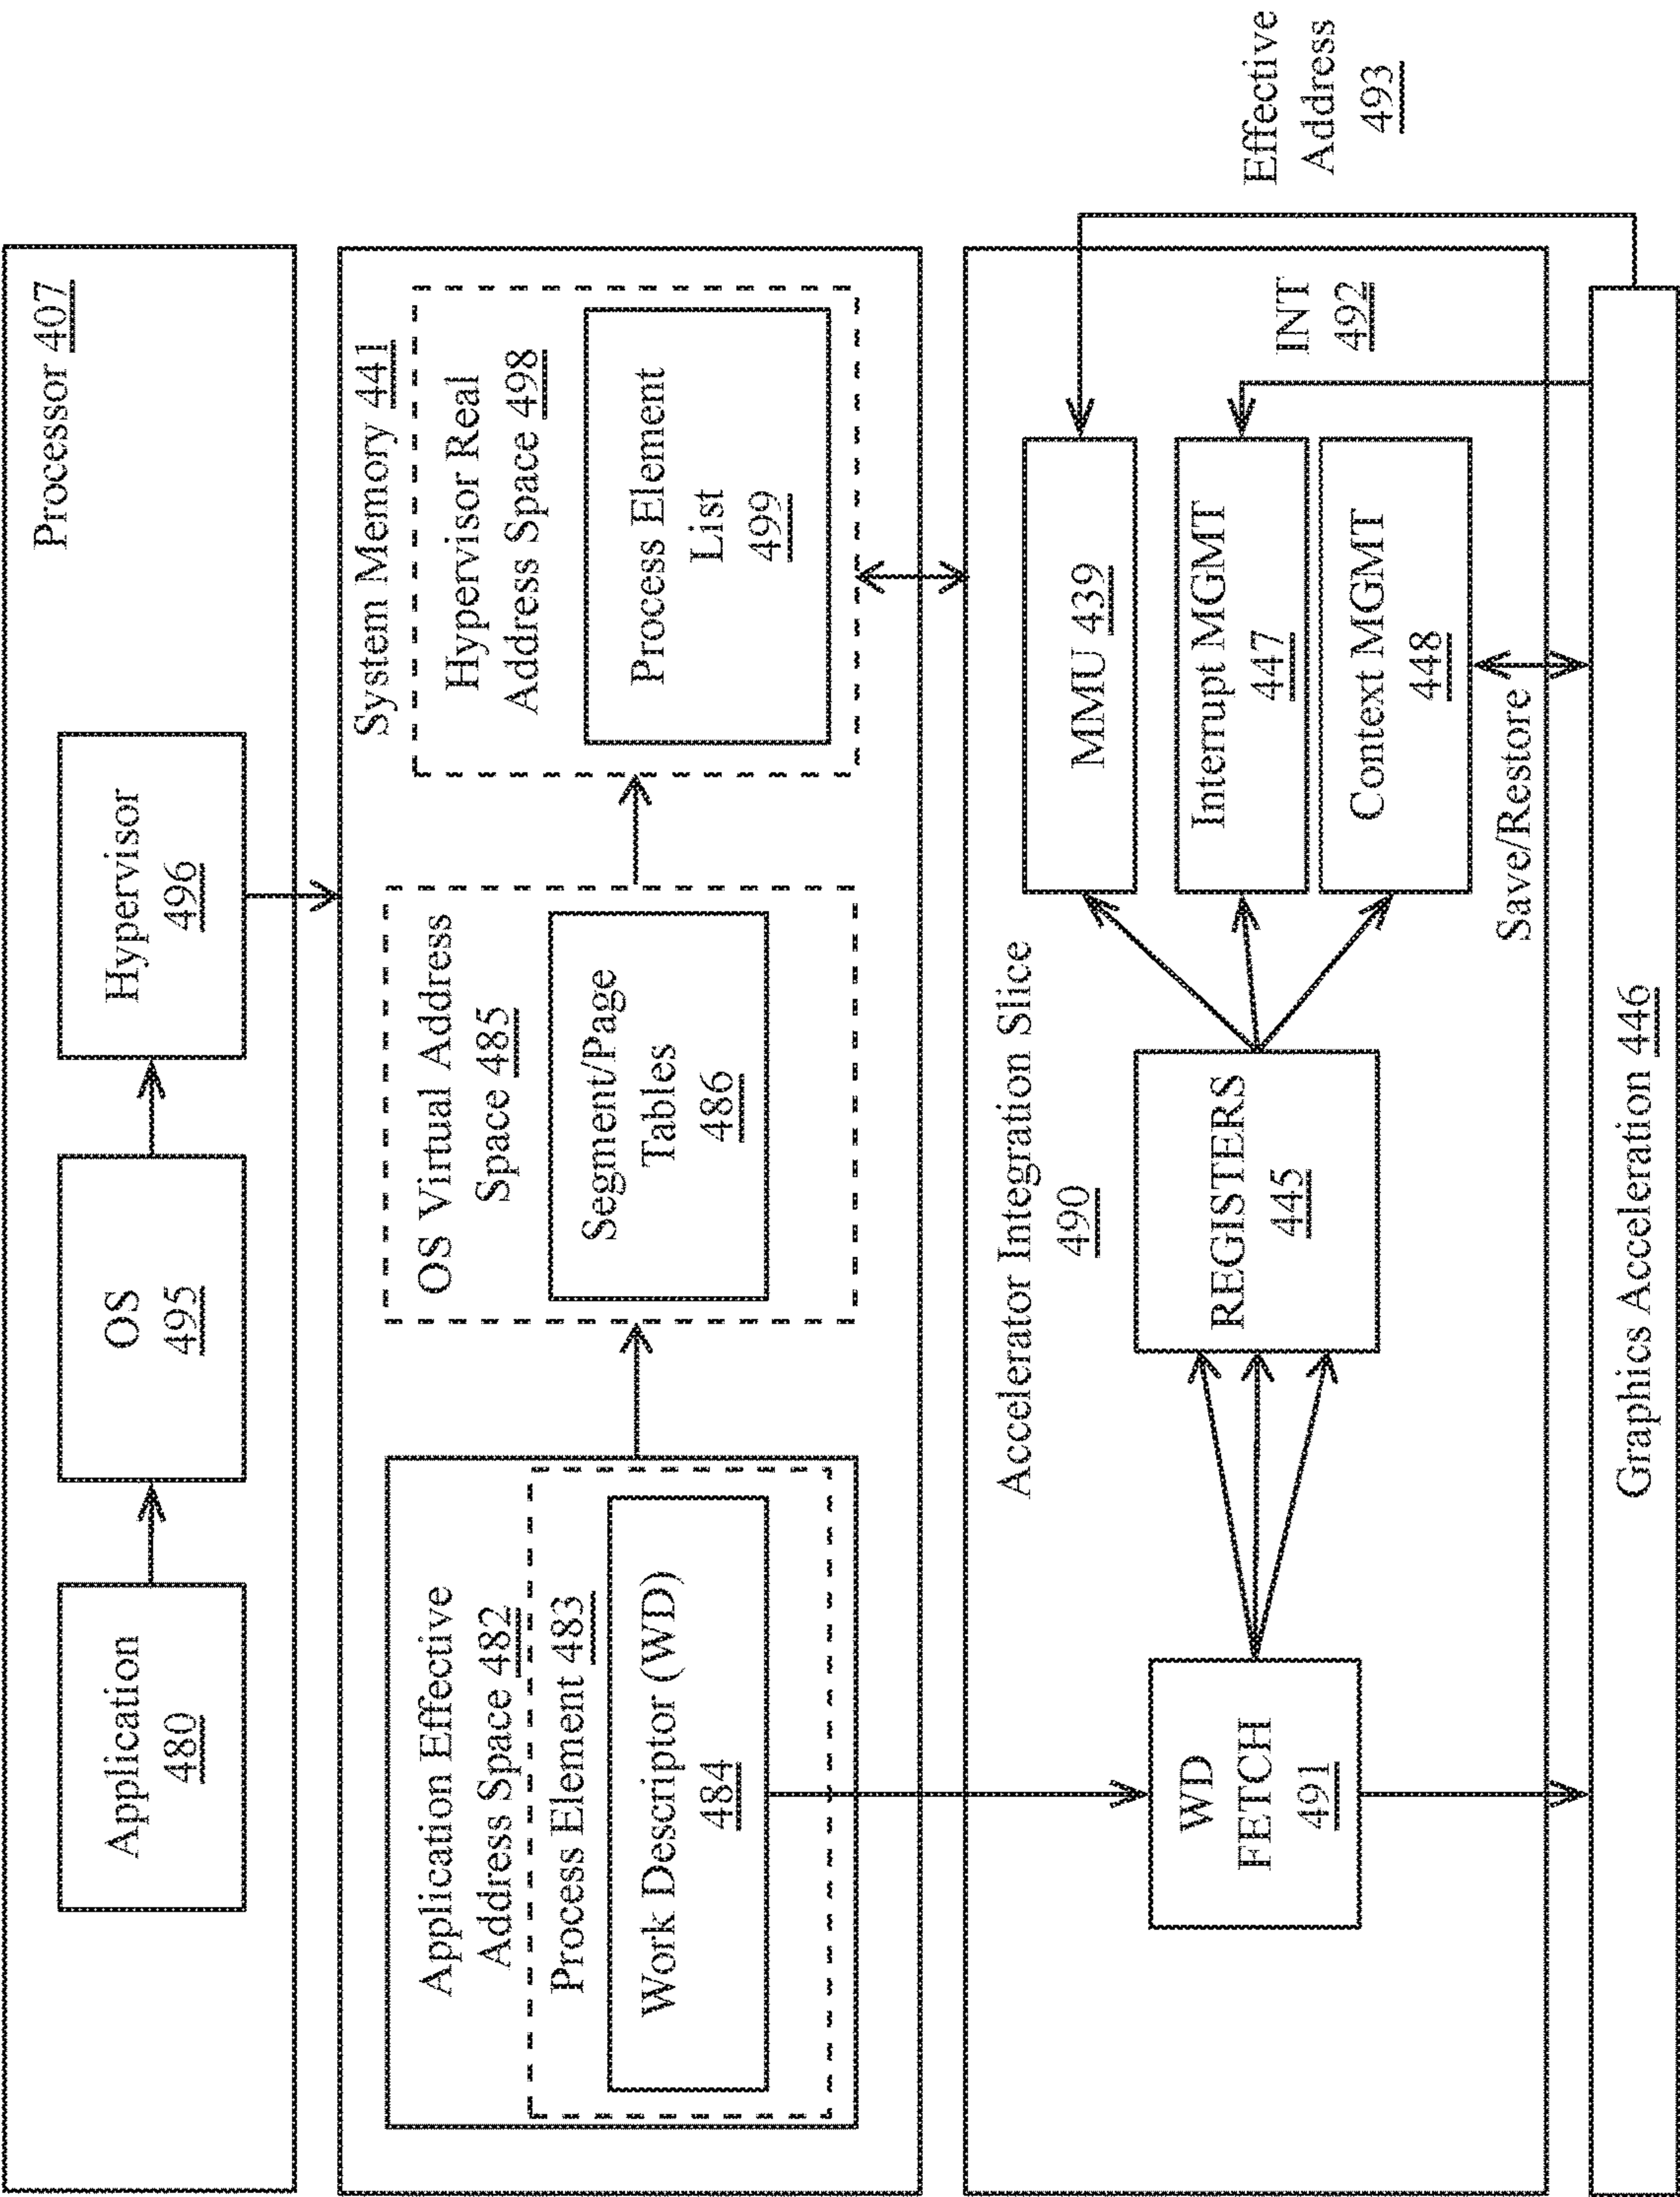 Processor 407
Application
480
OS
495
Hypervisor
496
System Memory 441
Application Effective
Address Space 482
Process Element 483
Work Descriptor (WD)
484
OS Virtual Address
Space 485
Segment/Page
Tables
486
Hypervisor Real
Address Space 498
Process Element
List
499
Accelerator Integration Slice
490
WD
FETCH
491
REGISTERS
445
MMU 439
Interrupt MGMT
447
Context MGMT
448
INT
492
Effective
Address
493
Save/Restore
Graphics Acceleration 446